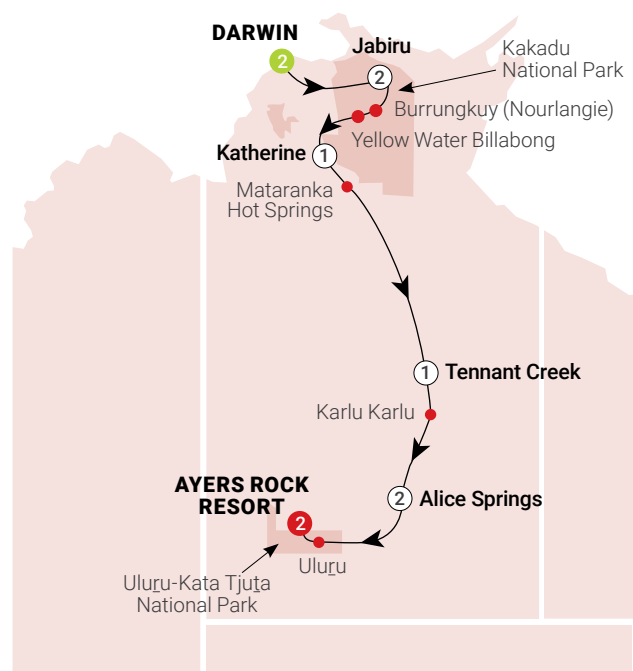 DARWIN
2
Jabiru
2
Kakadu
National Park
Burrungkuy (Nourlangie)
Yellow Water Billabong
Katherine
1
Mataranka
Hot Springs
1
Tennant Creek
Karlu Karlu
AYERS ROCK
RESORT
2
2
Alice Springs
Uluṟu
Uluṟu-Kata Tjuṯa
National Park